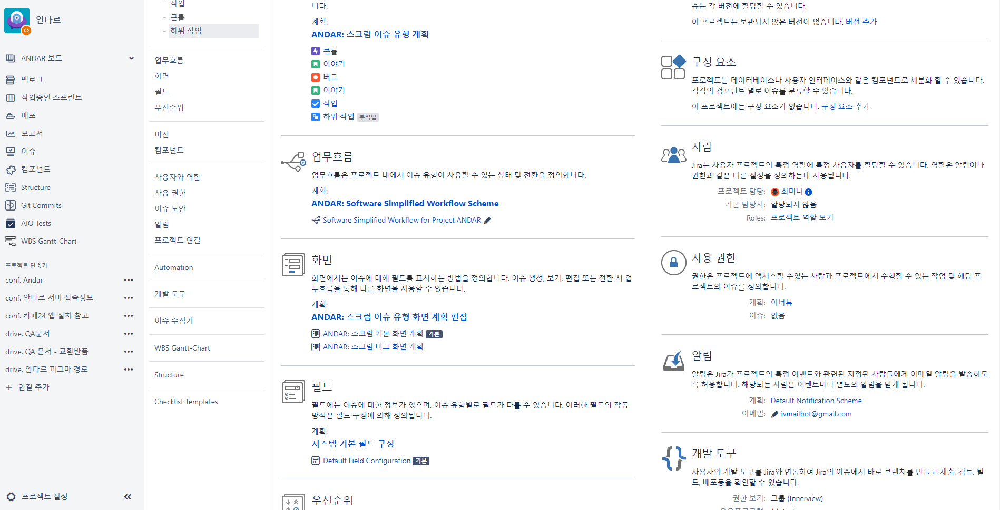 안다르
ANDAR 보드
백로그
작업중인 스프린트
배포
보고서
이슈
컴포넌트
Structure
Git Commits
AIO Tests
WBS Gantt-Chart
프로젝트 단축키
conf. Andar
conf. 안다르 서버 접속정보
conf. 카페24 앱 설치 참고
drive. QA문서
drive. QA 문서 - 교환반품
drive. 안다르 피그마 경로
연결 추가
프로젝트 설정
작업
큰틀
하위 작업
업무흐름
화면
필드
우선순위
버전
컴포넌트
사용자와 역할
사용 권한
이슈 보안
알림
프로젝트 연결
Automation
개발 도구
이슈 수집기
WBS Gantt-Chart
Structure
Checklist Templates
니다.
계획:
ANDAR: 스크럼 이슈 유형 계획
큰틀
이야기
버그
이야기
작업
하위 작업 부작업
업무흐름
업무흐름은 프로젝트 내에서 이슈 유형이 사용할 수 있는 상태 및 전환을 정의합니다.
계획:
ANDAR: Software Simplified Workflow Scheme
Software Simplified Workflow for Project ANDAR
화면
화면에서는 이슈에 대해 필드를 표시하는 방법을 정의합니다. 이슈 생성, 보기, 편집 또는 전환 시 업
무흐름을 통해 다른 화면을 사용할 수 있습니다.
계획:
ANDAR: 스크럼 이슈 유형 화면 계획 편집
ANDAR: 스크럼 기본 화면 계획 기본
ANDAR: 스크럼 버그 화면 계획
필드
필드에는 이슈에 대한 정보가 있으며, 이슈 유형별로 필드가 다를 수 있습니다. 이러한 필드의 작동
방식은 필드 구성에 의해 정의됩니다.
계획:
시스템 기본 필드 구성
Default Field Configuration 기본
우선순위
슈는 각 버전에 할당할 수 있습니다.
이 프로젝트는 보관되지 않은 버전이 없습니다. 버전 추가
구성 요소
프로젝트는 데이터베이스나 사용자 인터페이스와 같은 컴포넌트로 세분화 할 수 있습니다.
각각의 컴포넌트 별로 이슈를 분류할 수 있습니다.
이 프로젝트에는 구성 요소가 없습니다. 구성 요소 추가
사람
Jira는 사용자 프로젝트의 특정 역할에 특정 사용자를 할당할 수 있습니다. 역할은 알림이나
권한과 같은 다른 설정을 정의하는데 사용됩니다.
프로젝트 담당: 최미나
기본 담당자: 할당되지 않음
Roles: 프로젝트 역할 보기
사용 권한
권한은 프로젝트에 액세스할 수있는 사람과 프로젝트에서 수행할 수 있는 작업 및 해당 프
로젝트의 이슈를 정의합니다.
계획: 이너뷰
이슈: 없음
알림
알림은 Jira가 프로젝트의 특정 이벤트와 관련된 지정된 사람들에게 이메일 알림을 발송하도
록 허용합니다. 해당되는 사람은 이벤트마다 별도의 알림을 받게 됩니다.
계획: Default Notification Scheme
이메일: ivmailbot@gmail.com
개발 도구
사용자의 개발 도구를 Jira와 연동하여 Jira의 이슈에서 바로 브랜치를 만들고 제출, 검토, 빌
드, 배포등을 확인할 수 있습니다.
권한 보기: 그룹 (Innerview)